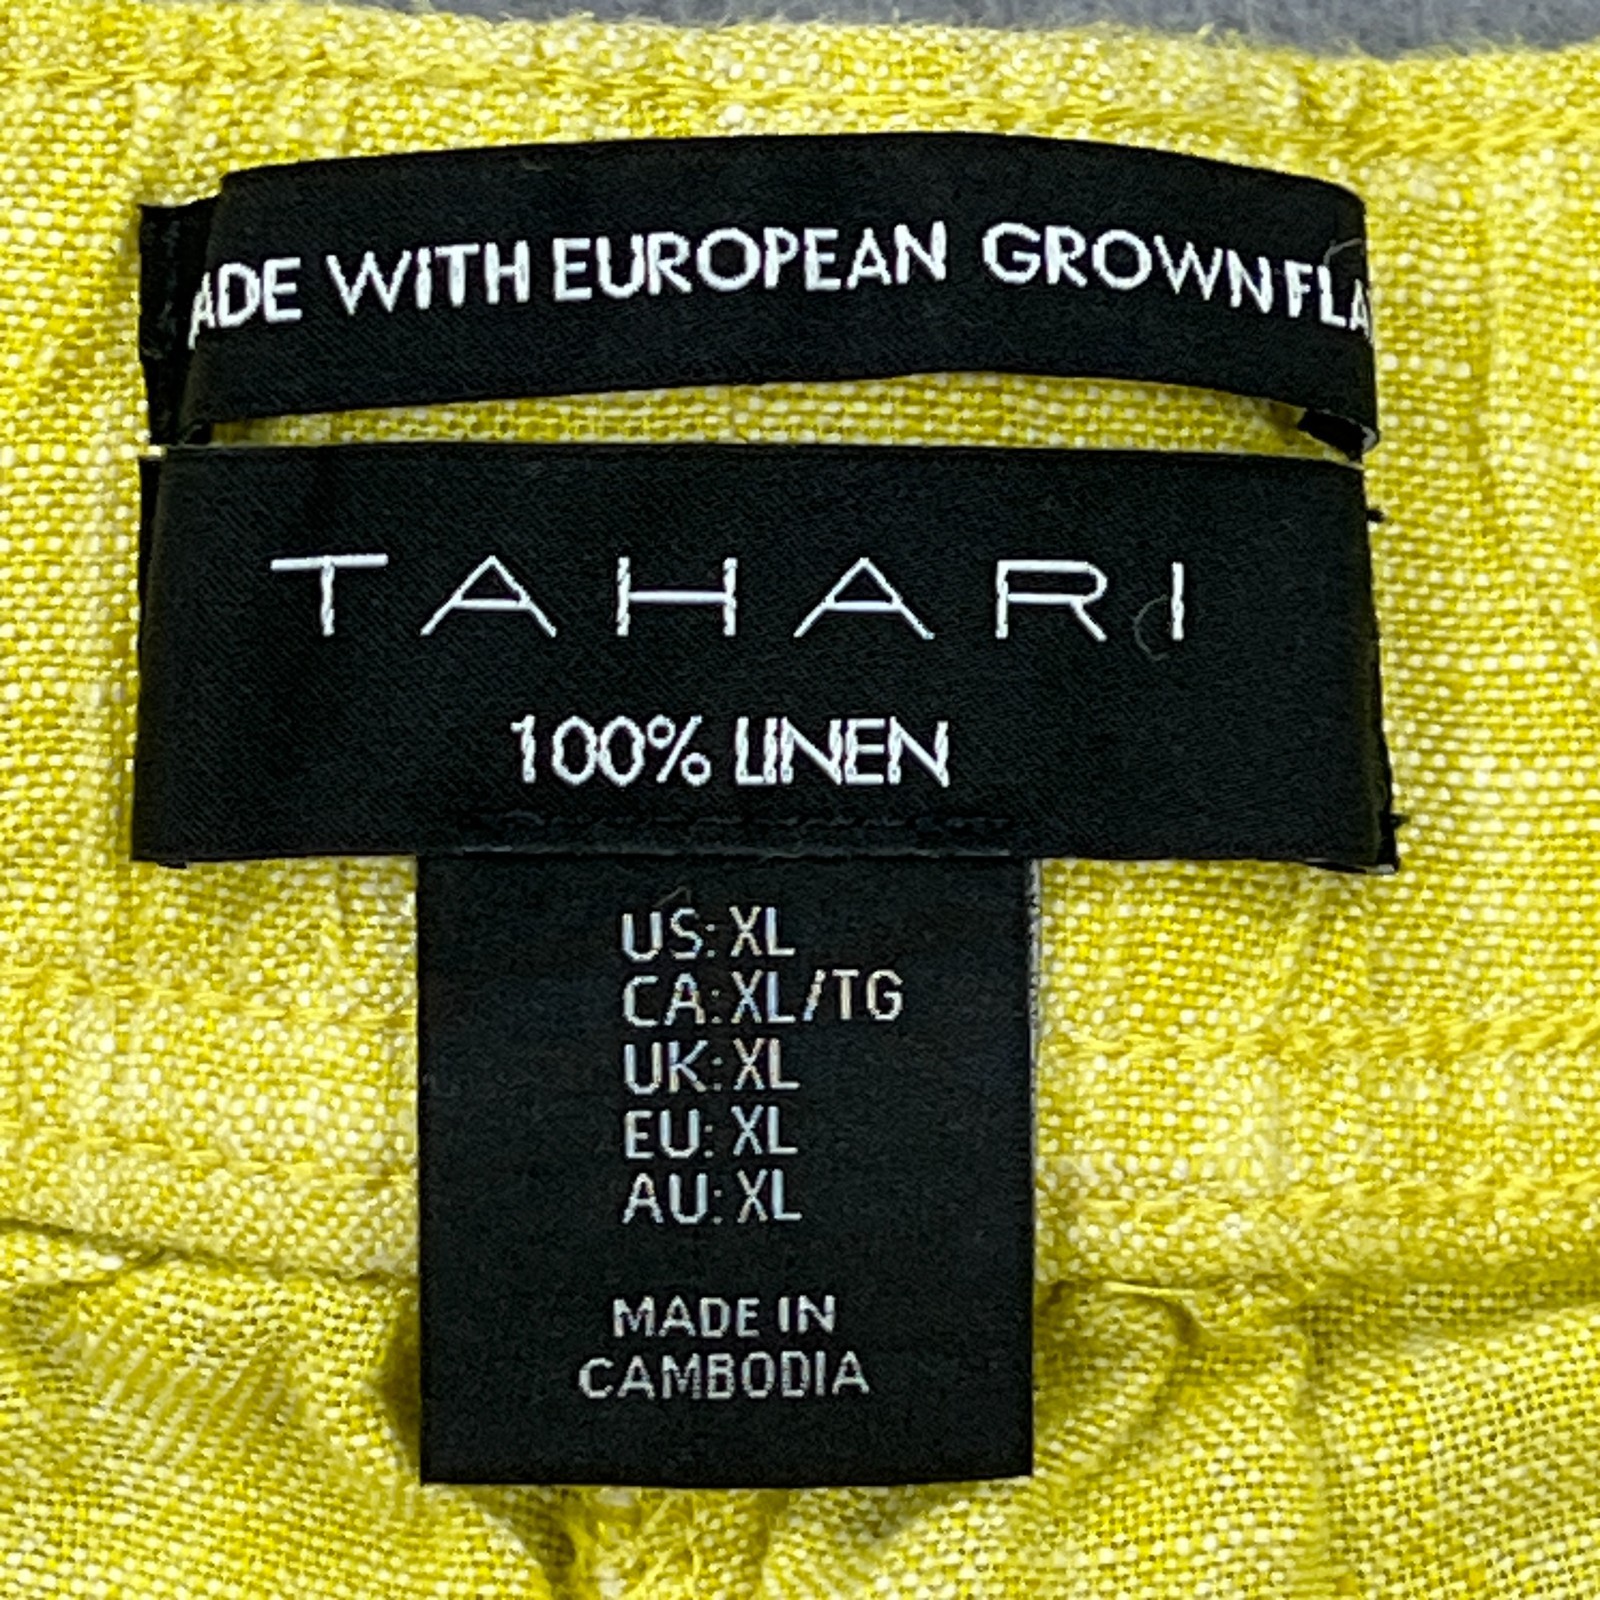 ADE WITH EUROPEAN GROWN FLA
TAHARI
100% LINEN
US: XL
CA: XL/TG
UK: XL
EU: XL
AU: XL
MADE IN
CAMBODIA